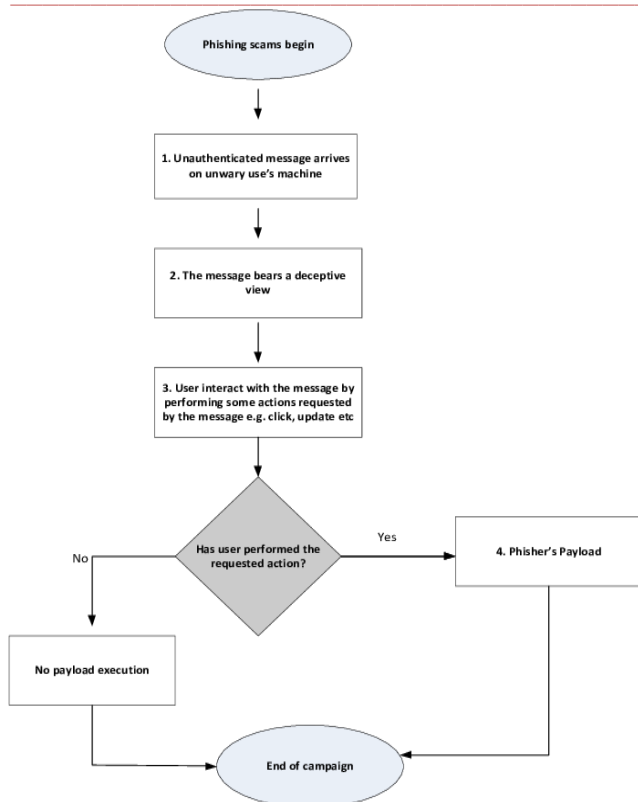 Phishing scams begin
1. Unauthenticated message arrives
on unwary use's machine
2. The message bears a deceptive
view
3. User interact with the message by
performing some actions requested
by the message e.g. click, update etc
Has user performed the
requested action?
Yes
No
4. Phisher's Payload
No payload execution
End of campaign